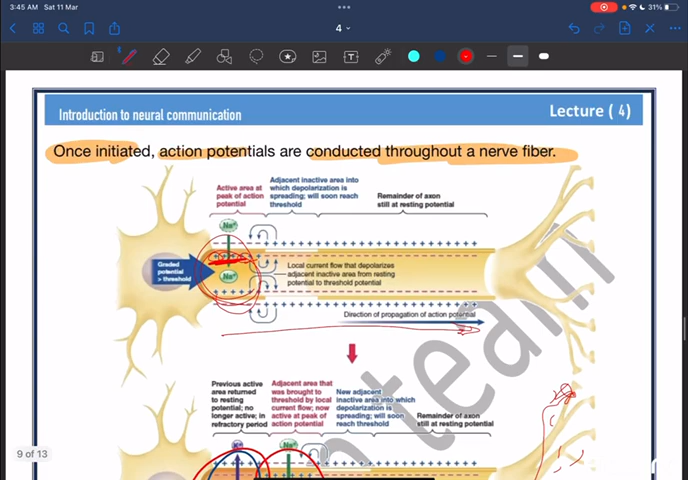 3:45 AM Sat 11 Mar
31%
4
Introduction to neural communication
Lecture ( 4)
Once initiated, action potentials are conducted throughout a nerve fiber.
Active area at
peak of action
potential
Adjacent inactive area into
which depolarization is
spreading; will soon reach
threshold
Remainder of axon
still at resting potential
Na+
Graded
potential
> threshold
Na+
Local current flow that depolarizes
adjacent inactive area from resting
potential to threshold potential
Direction of propagation of action potential
Previous active
area returned
to resting
potential; no
longer active; in
refractory period
Adjacent area that
was brought to
threshold by local
current flow; now
active at peak of
action potential
New adjacent
inactive area into which
depolarization is
spreading; will soon
reach threshold
Remainder of axon
still at resting potential
K+
Na+
9 of 13